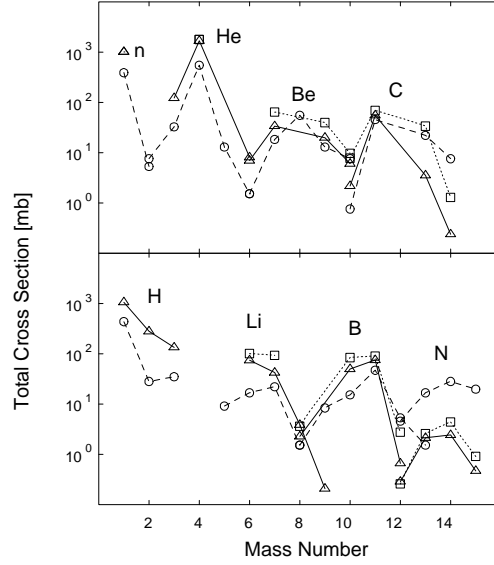 He
n
Be
C
10³
10²
10¹
10⁰
Total Cross Section [mb]
H
Li
B
N
10³
10²
10¹
10⁰
2 4 6 8 10 12 14
Mass Number